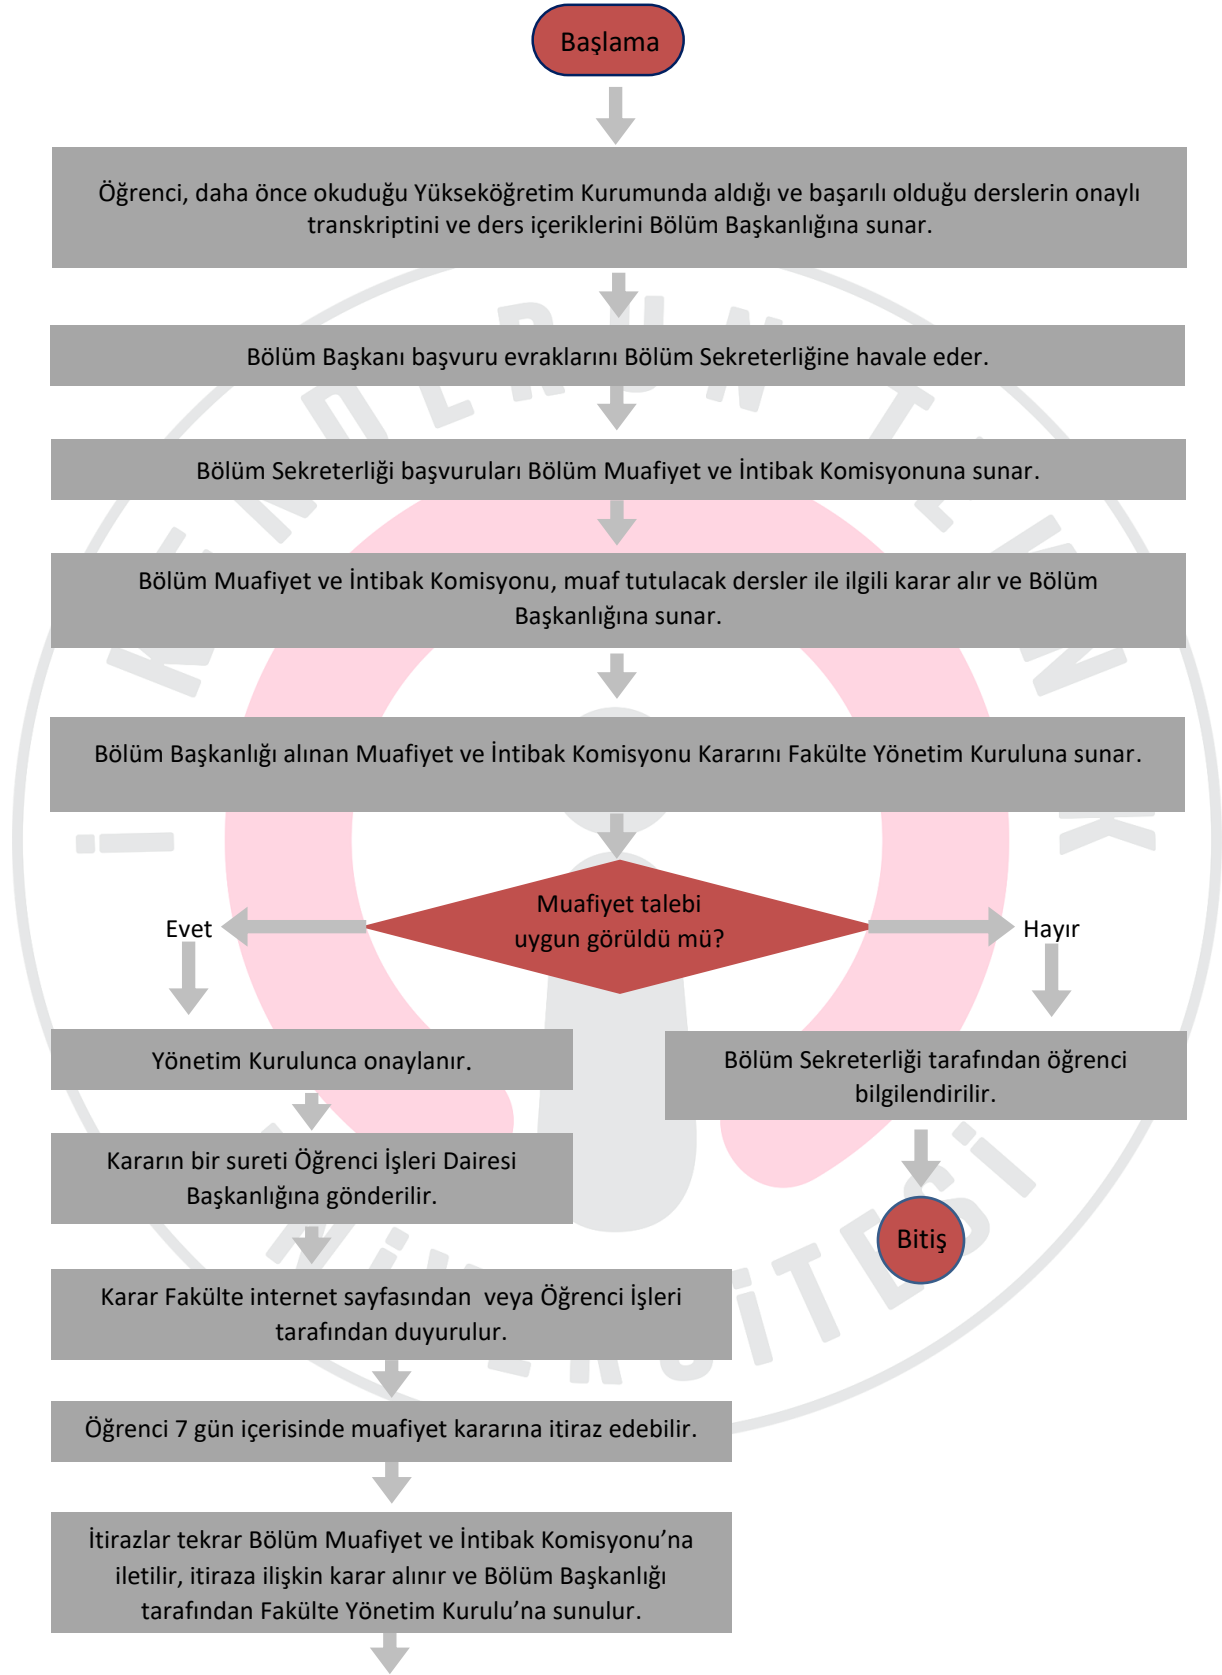 Başlama
Öğrenci, daha önce okuduğu Yükseköğretim Kurumunda aldığı ve başarılı olduğu derslerin onaylı
transkriptini ve ders içeriklerini Bölüm Başkanlığına sunar.
Bölüm Başkanı başvuru evraklarını Bölüm Sekreterliğine havale eder.
Bölüm Sekreterliği başvuruları Bölüm Muafiyet ve İntibak Komisyonuna sunar.
Bölüm Muafiyet ve İntibak Komisyonu, muaf tutulacak dersler ile ilgili karar alır ve Bölüm
Başkanlığına sunar.
Bölüm Başkanlığı alınan Muafiyet ve İntibak Komisyonu Kararını Fakülte Yönetim Kuruluna sunar.
Muafiyet talebi
uygun görüldü mü?
Evet
Hayır
Yönetim Kurulunca onaylanır.
Bölüm Sekreterliği tarafından öğrenci
bilgilendirilir.
Kararın bir sureti Öğrenci İşleri Dairesi
Başkanlığına gönderilir.
Bitiş
Karar Fakülte internet sayfasından  veya Öğrenci İşleri
tarafından duyurulur.
Öğrenci 7 gün içerisinde muafiyet kararına itiraz edebilir.
İtirazlar tekrar Bölüm Muafiyet ve İntibak Komisyonu’na
iletilir, itiraza ilişkin karar alınır ve Bölüm Başkanlığı
tarafından Fakülte Yönetim Kurulu’na sunulur.